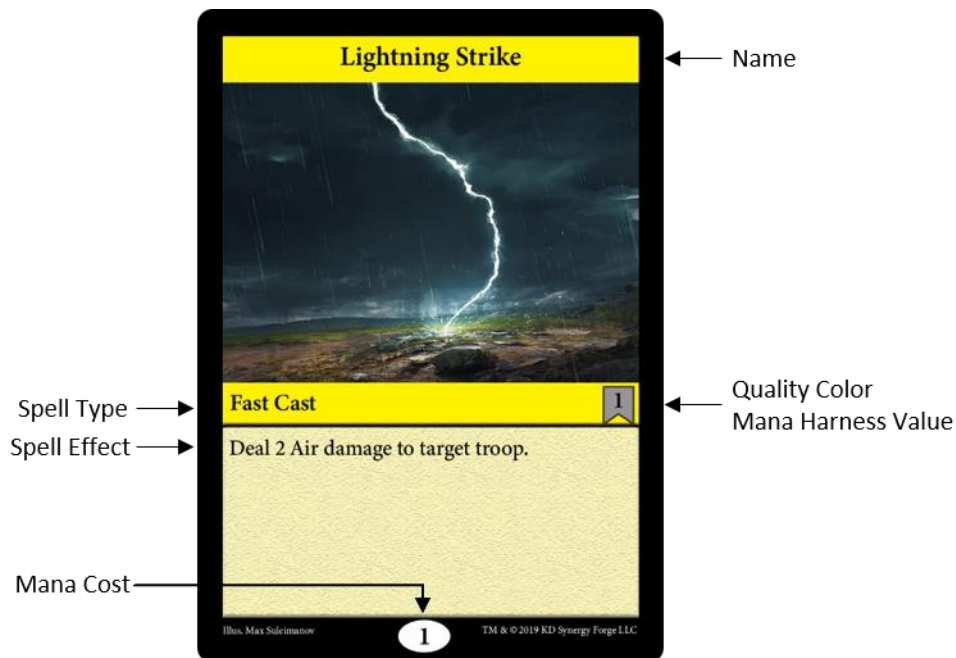 Lightning Strike
Name
Quality Color
Mana Harness Value
1
Spell Type
Fast Cast
Spell Effect
Deal 2 Air damage to target troop.
Mana Cost
Illus. Max Suleimanov
1
TM & © 2019 KD Synergy Forge LLC